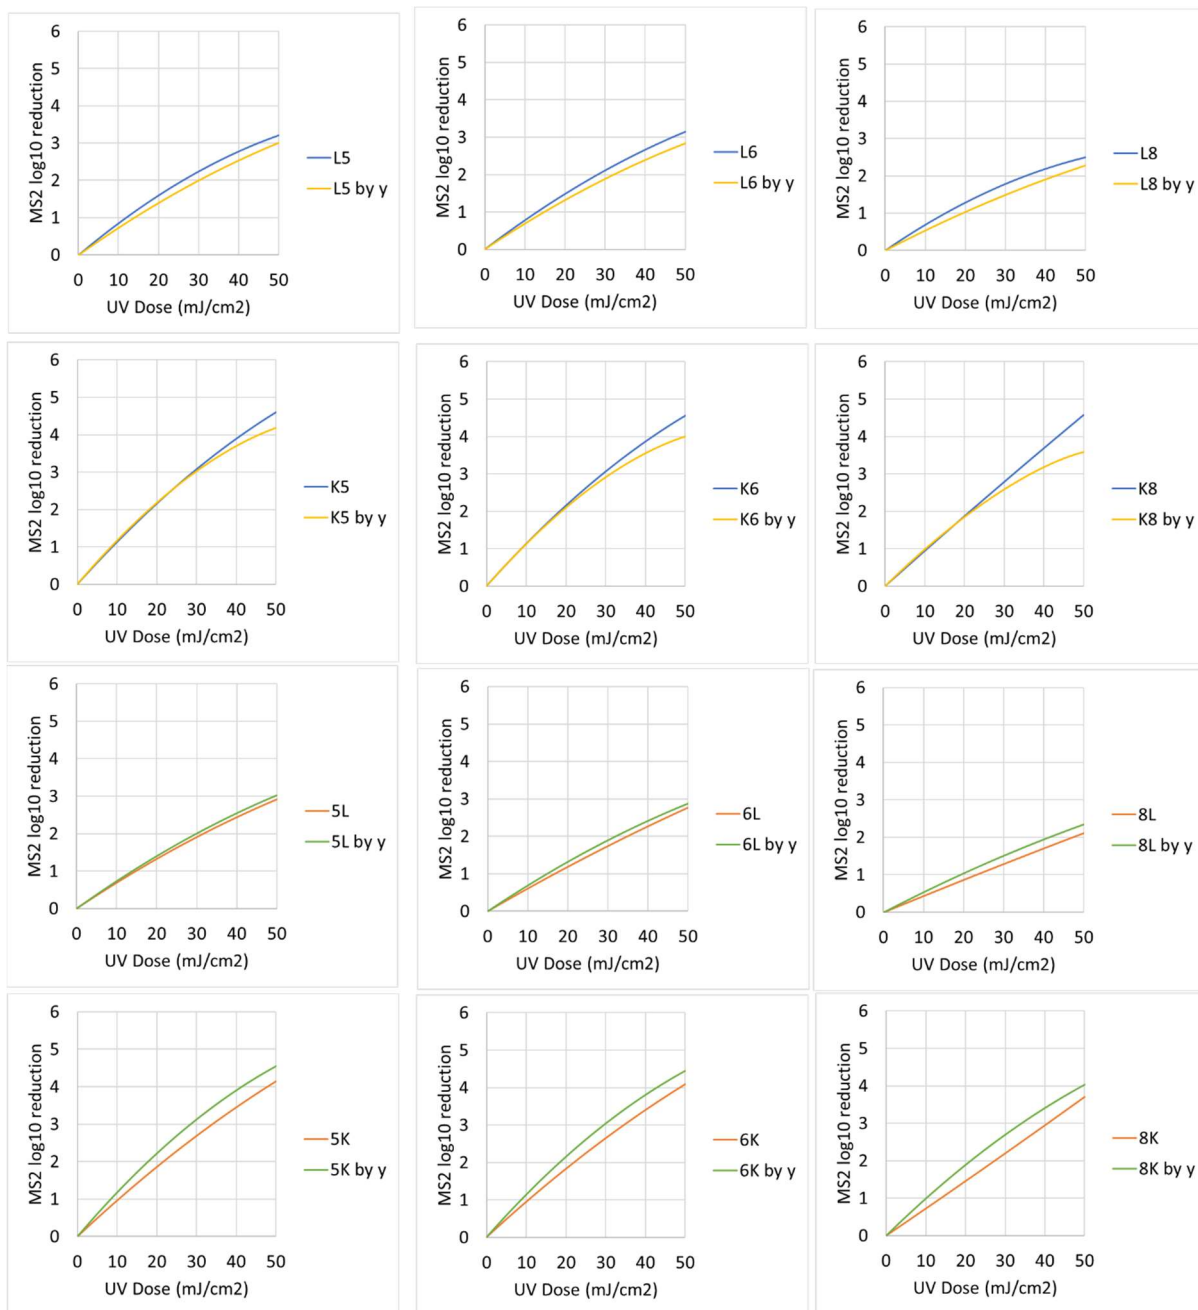 6
5
4
3
2
1
0
MS2 log10 reduction
0 10 20 30 40 50
UV Dose (mJ/cm2)
L5
L5 by y
6
5
4
3
2
1
0
MS2 log10 reduction
0 10 20 30 40 50
UV Dose (mJ/cm2)
L6
L6 by y
6
5
4
3
2
1
0
MS2 log10 reduction
0 10 20 30 40 50
UV Dose (mJ/cm2)
L8
L8 by y
6
5
4
3
2
1
0
MS2 log10 reduction
0 10 20 30 40 50
UV Dose (mJ/cm2)
K5
K5 by y
6
5
4
3
2
1
0
MS2 log10 reduction
0 10 20 30 40 50
UV Dose (mJ/cm2)
K6
K6 by y
6
5
4
3
2
1
0
MS2 log10 reduction
0 10 20 30 40 50
UV Dose (mJ/cm2)
K8
K8 by y
6
5
4
3
2
1
0
MS2 log10 reduction
0 10 20 30 40 50
UV Dose (mJ/cm2)
5L
5L by y
6
5
4
3
2
1
0
MS2 log10 reduction
0 10 20 30 40 50
UV Dose (mJ/cm2)
6L
6L by y
6
5
4
3
2
1
0
MS2 log10 reduction
0 10 20 30 40 50
UV Dose (mJ/cm2)
8L
8L by y
6
5
4
3
2
1
0
MS2 log10 reduction
0 10 20 30 40 50
UV Dose (mJ/cm2)
5K
5K by y
6
5
4
3
2
1
0
MS2 log10 reduction
0 10 20 30 40 50
UV Dose (mJ/cm2)
6K
6K by y
6
5
4
3
2
1
0
MS2 log10 reduction
0 10 20 30 40 50
UV Dose (mJ/cm2)
8K
8K by y